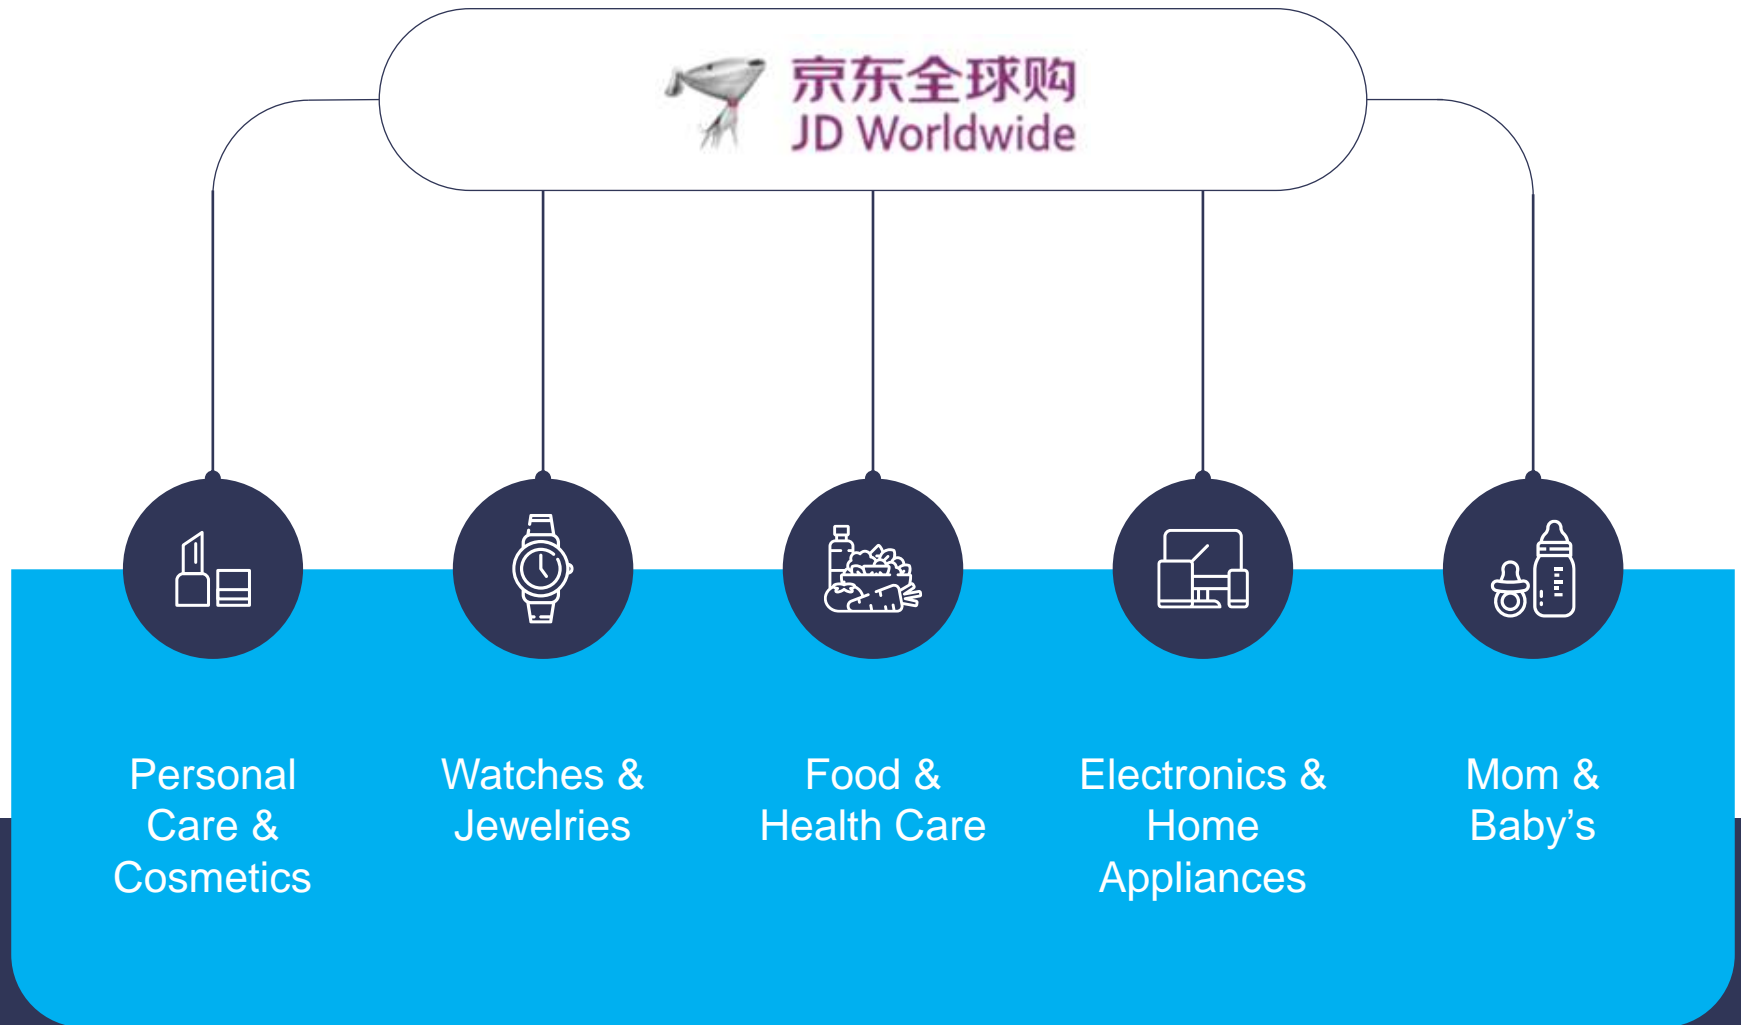 京东全球购
JD Worldwide
Personal
Care &
Cosmetics
Watches &
Jewelries
Food &
Health Care
Electronics &
Home
Appliances
Mom &
Baby’s